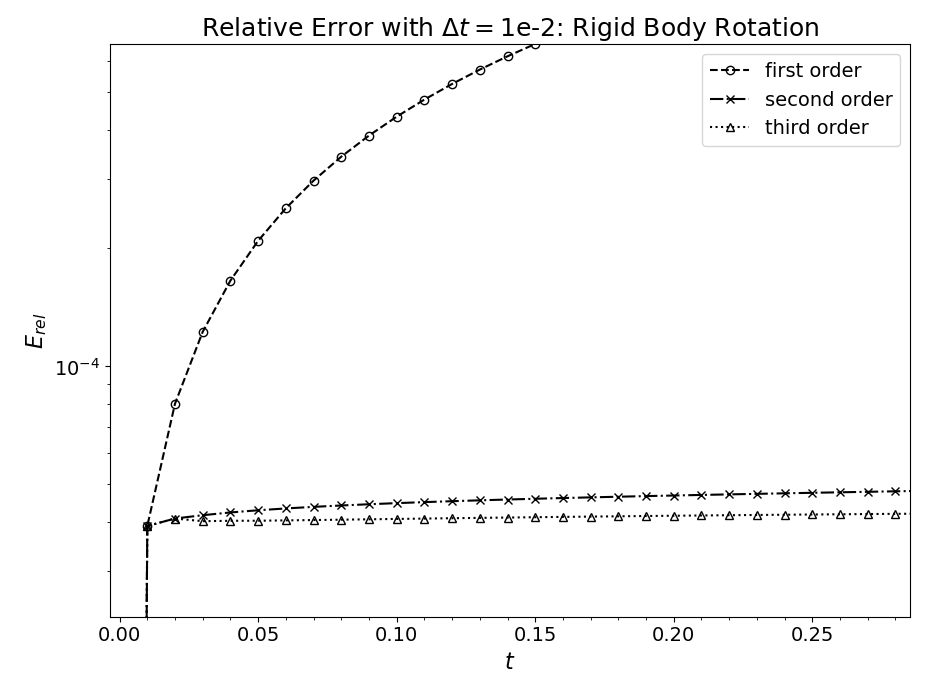 Relative Error with Δt = 1e-2: Rigid Body Rotation
first order
second order
third order
E_rel
10⁻⁴
0.00 0.05 0.10 0.15 0.20 0.25
t